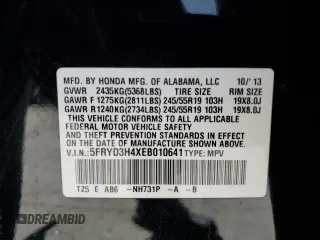 MFD. BY HONDA MFG. OF ALABAMA, LLC 10/'13
GVWR 2435KG(5368LBS) TIRE SIZE RIM SIZE
GAWR F 1275KG(2811LBS) 245/55R19 103H 19X8.0J
GAWR R 1240KG(2734LBS) 245/55R19 103H 19X8.0J
THIS VEHICLE CONFORMS TO ALL APPLICABLE
FEDERAL MOTOR VEHICLE SAFETY AND THEFT
PREVENTION STANDARDS IN EFFECT ON THE DATE
OF MANUFACTURE SHOWN ABOVE.
V.I.N.: 5FRYD3H4XEB010641 TYPE: MPV
TZ5 E AB6 -NH731P -A -B